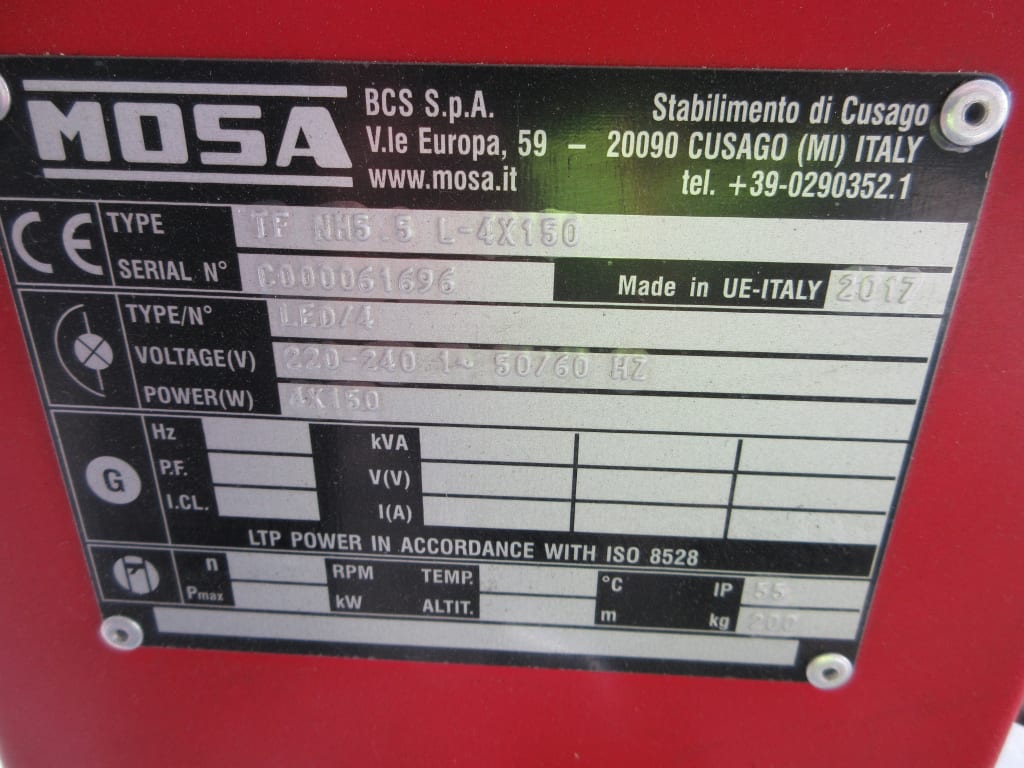 MOSA
BCS S.p.A. Stabilimento di Cusago
V.le Europa, 59 – 20090 CUSAGO (MI) ITALY
www.mosa.it tel. +39-0290352.1
CE TYPE TF NH5.5 L-4X150
SERIAL N° C000061696 Made in UE-ITALY 2017
TYPE/N° LED/4
VOLTAGE(V) 220-240 1~ 50/60 HZ
POWER(W) 4X150
Hz kVA
G P.F. V(V)
I.CL. I(A)
LTP POWER IN ACCORDANCE WITH ISO 8528
n RPM TEMP. °C IP 55
Pmax kW ALTIT. m kg 200